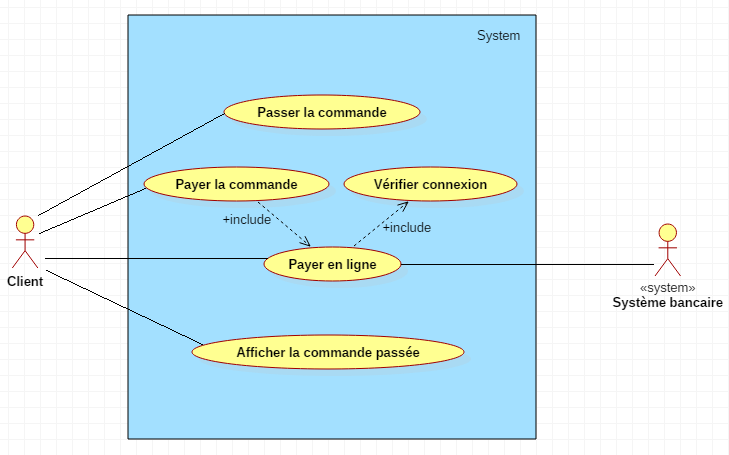 System
Passer la commande
Payer la commande
Vérifier connexion
+include
+include
Payer en ligne
Client
«system»
Système bancaire
Afficher la commande passée